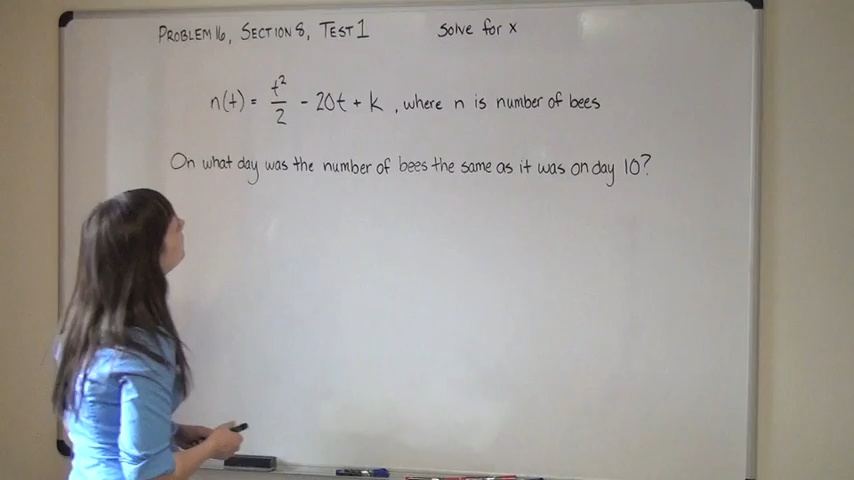 PROBLEM 16, SECTION 8, TEST 1 solve for x
n(t) = t²/2 - 20t + k, where n is number of bees
On what day was the number of bees the same as it was on day 10?